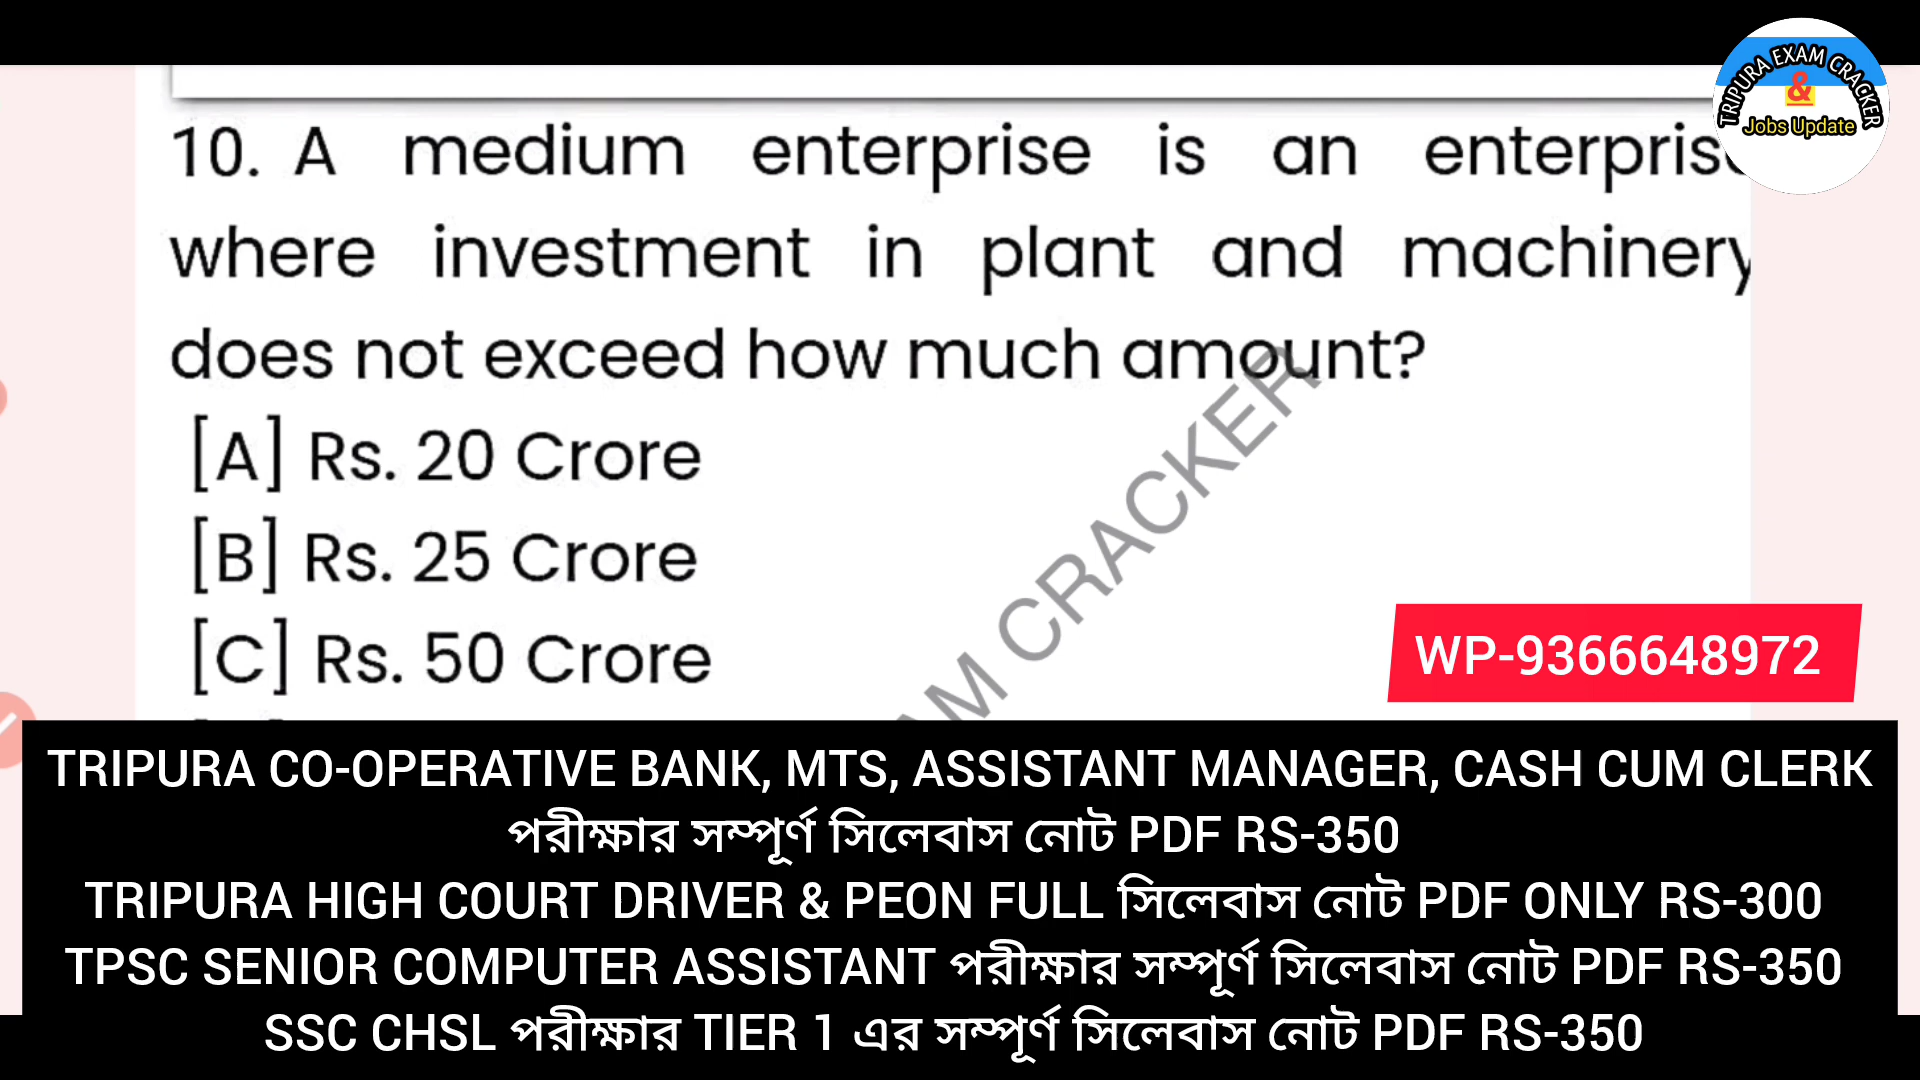 TRIPURA EXAM CRACKER
&
Jobs Update
10. A medium enterprise is an enterprise
where investment in plant and machinery
does not exceed how much amount?
[A] Rs. 20 Crore
[B] Rs. 25 Crore
[C] Rs. 50 Crore
CRACKER
WP-9366648972
TRIPURA CO-OPERATIVE BANK, MTS, ASSISTANT MANAGER, CASH CUM CLERK
পরীক্ষার সম্পূর্ণ সিলেবাস নোট PDF RS-350
TRIPURA HIGH COURT DRIVER & PEON FULL সিলেবাস নোট PDF ONLY RS-300
TPSC SENIOR COMPUTER ASSISTANT পরীক্ষার সম্পূর্ণ সিলেবাস নোট PDF RS-350
SSC CHSL পরীক্ষার TIER 1 এর সম্পূর্ণ সিলেবাস নোট PDF RS-350